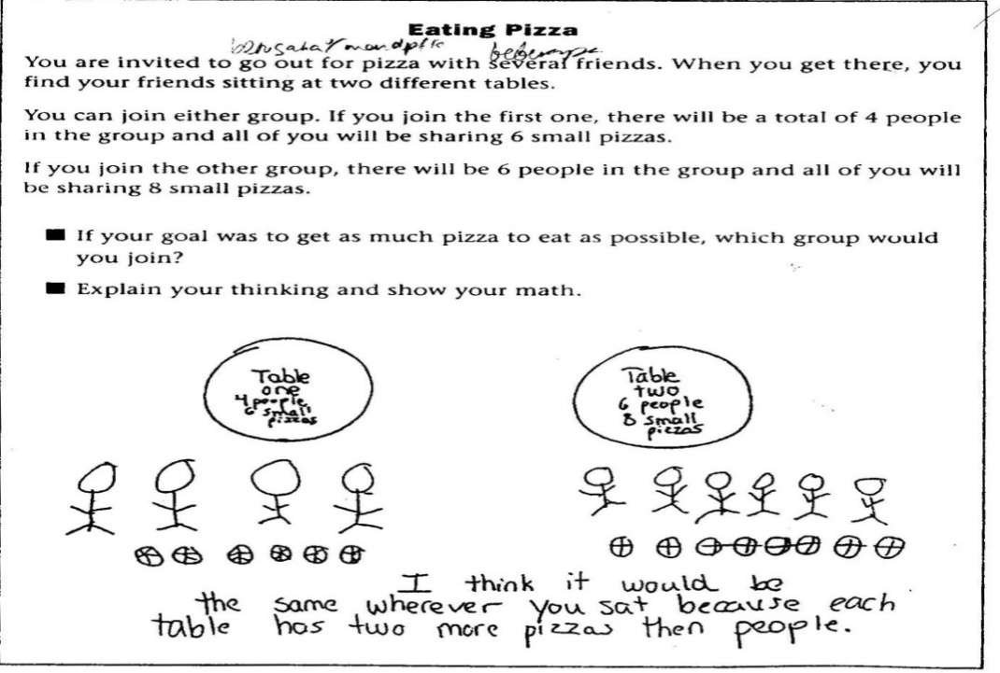 Eating Pizza
You are invited to go out for pizza with several friends. When you get there, you
find your friends sitting at two different tables.
You can join either group. If you join the first one, there will be a total of 4 people
in the group and all of you will be sharing 6 small pizzas.
If you join the other group, there will be 6 people in the group and all of you will
be sharing 8 small pizzas.
■ If your goal was to get as much pizza to eat as possible, which group would
you join?
■ Explain your thinking and show your math.
Table
one
4 people
6 small
pizzas
Table
two
6 people
8 small
pizzas
I think it would be
the same wherever you sat because each
table has two more pizzas then people.